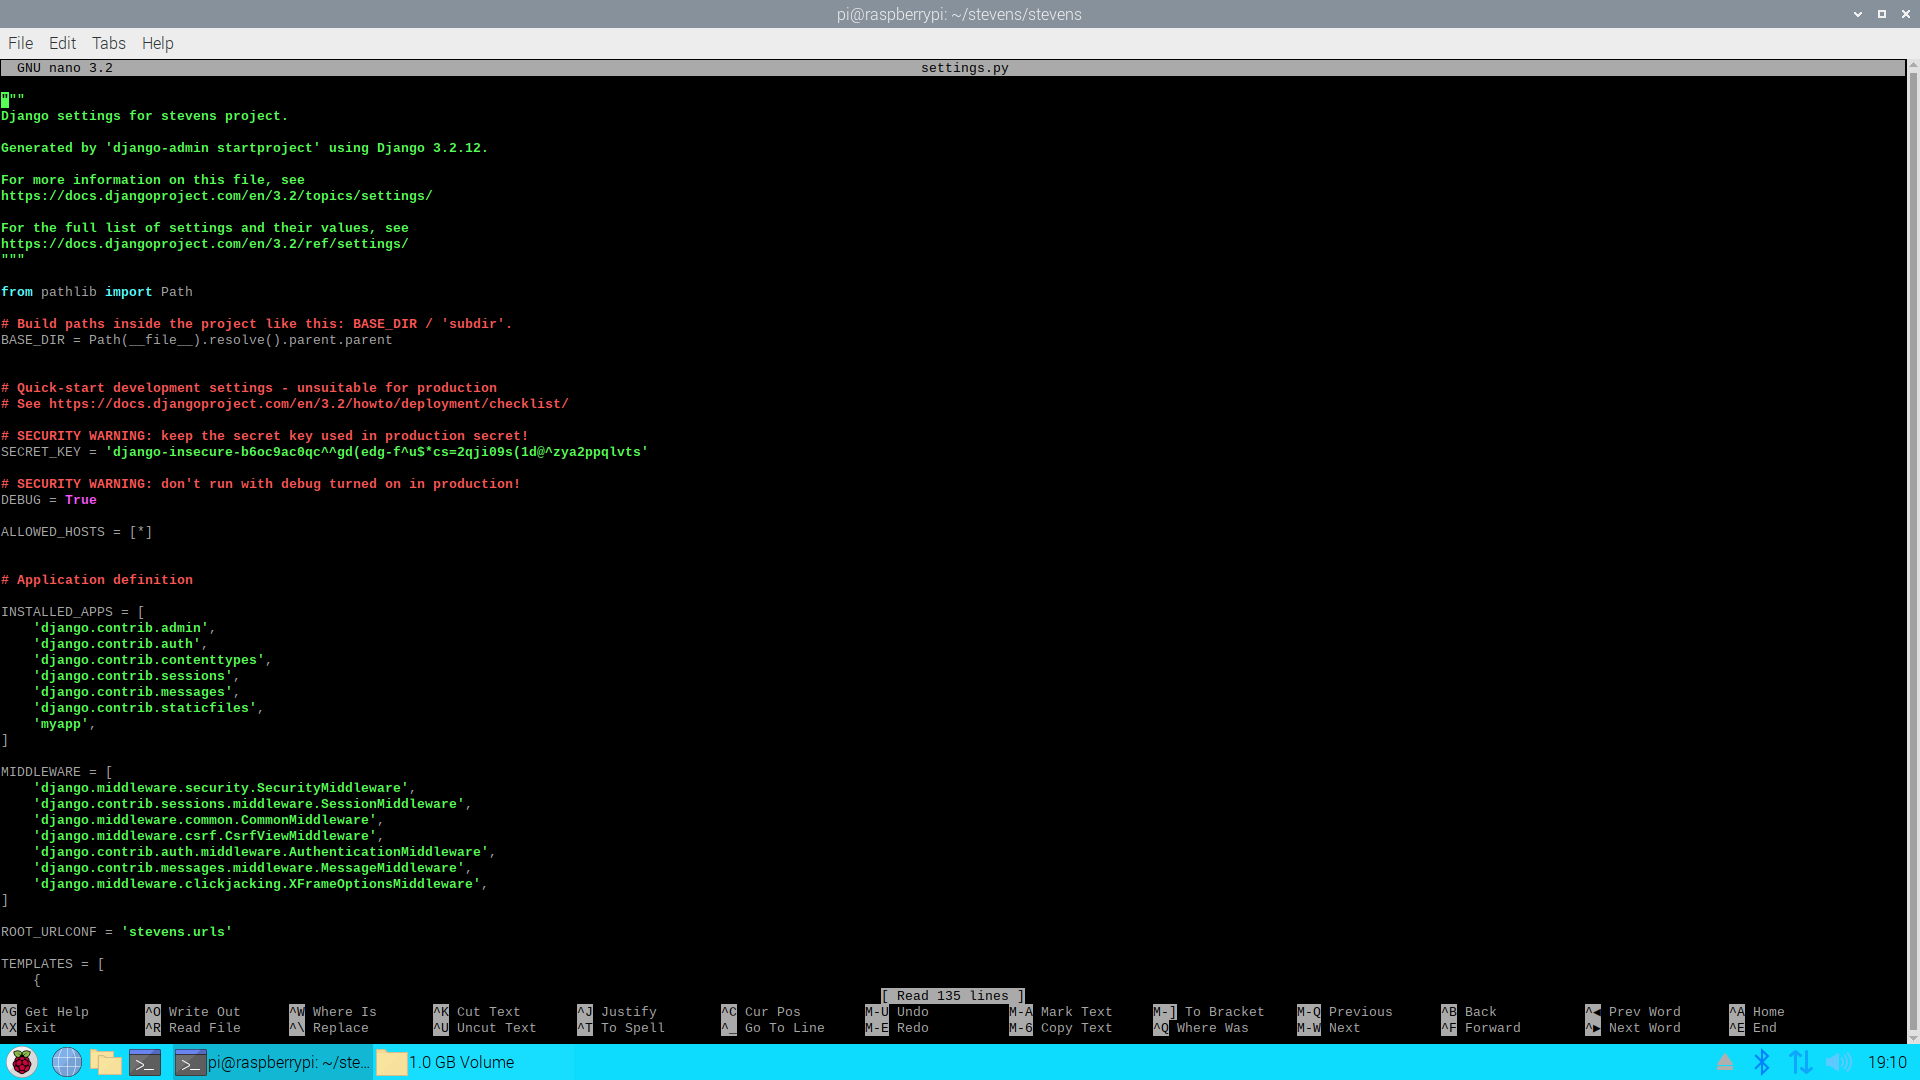 pi@raspberrypi: ~/stevens/stevens
File Edit Tabs Help
GNU nano 3.2 settings.py
"""
Django settings for stevens project.
Generated by 'django-admin startproject' using Django 3.2.12.
For more information on this file, see
https://docs.djangoproject.com/en/3.2/topics/settings/
For the full list of settings and their values, see
https://docs.djangoproject.com/en/3.2/ref/settings/
"""
from pathlib import Path
# Build paths inside the project like this: BASE_DIR / 'subdir'.
BASE_DIR = Path(__file__).resolve().parent.parent
# Quick-start development settings - unsuitable for production
# See https://docs.djangoproject.com/en/3.2/howto/deployment/checklist/
# SECURITY WARNING: keep the secret key used in production secret!
SECRET_KEY = 'django-insecure-b6oc9ac0qc^^gd(edg-f^u$*cs=2qji09s(1d@^zya2ppqlvts'
# SECURITY WARNING: don't run with debug turned on in production!
DEBUG = True
ALLOWED_HOSTS = [*]
# Application definition
INSTALLED_APPS = [
    'django.contrib.admin',
    'django.contrib.auth',
    'django.contrib.contenttypes',
    'django.contrib.sessions',
    'django.contrib.messages',
    'django.contrib.staticfiles',
    'myapp',
]
MIDDLEWARE = [
    'django.middleware.security.SecurityMiddleware',
    'django.contrib.sessions.middleware.SessionMiddleware',
    'django.middleware.common.CommonMiddleware',
    'django.middleware.csrf.CsrfViewMiddleware',
    'django.contrib.auth.middleware.AuthenticationMiddleware',
    'django.contrib.messages.middleware.MessageMiddleware',
    'django.middleware.clickjacking.XFrameOptionsMiddleware',
]
ROOT_URLCONF = 'stevens.urls'
TEMPLATES = [
    {
[ Read 135 lines ]
^G Get Help ^O Write Out ^W Where Is ^K Cut Text ^J Justify ^C Cur Pos M-U Undo M-A Mark Text M-] To Bracket M-Q Previous ^B Back ^◀ Prev Word ^A Home
^X Exit ^R Read File ^\ Replace ^U Uncut Text ^T To Spell ^_ Go To Line M-E Redo M-6 Copy Text ^Q Where Was M-W Next ^F Forward ^▶ Next Word ^E End
pi@raspberrypi: ~/ste... 1.0 GB Volume 19:10